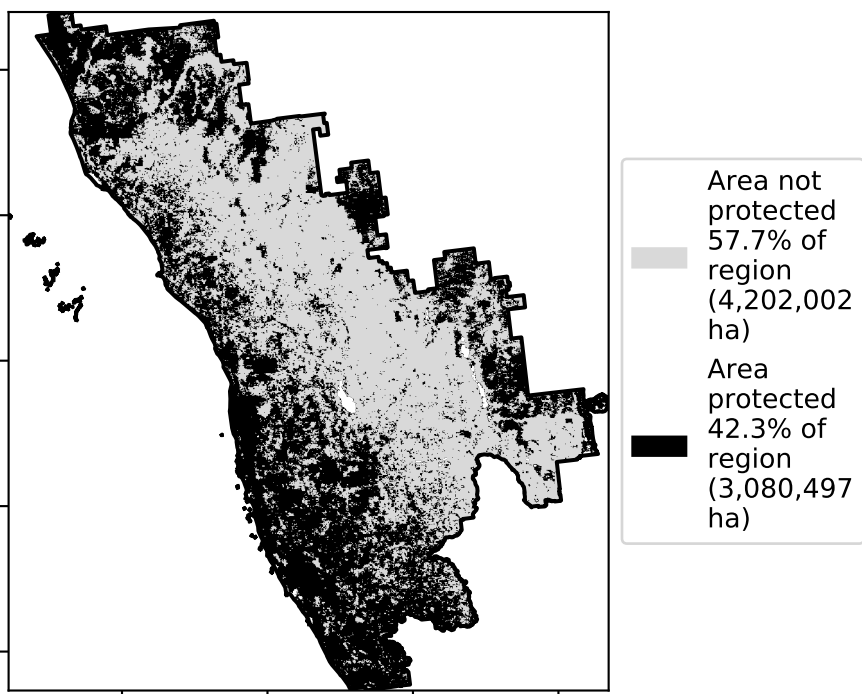 Area not
protected
57.7% of
region
(4,202,002
ha)
Area
protected
42.3% of
region
(3,080,497
ha)